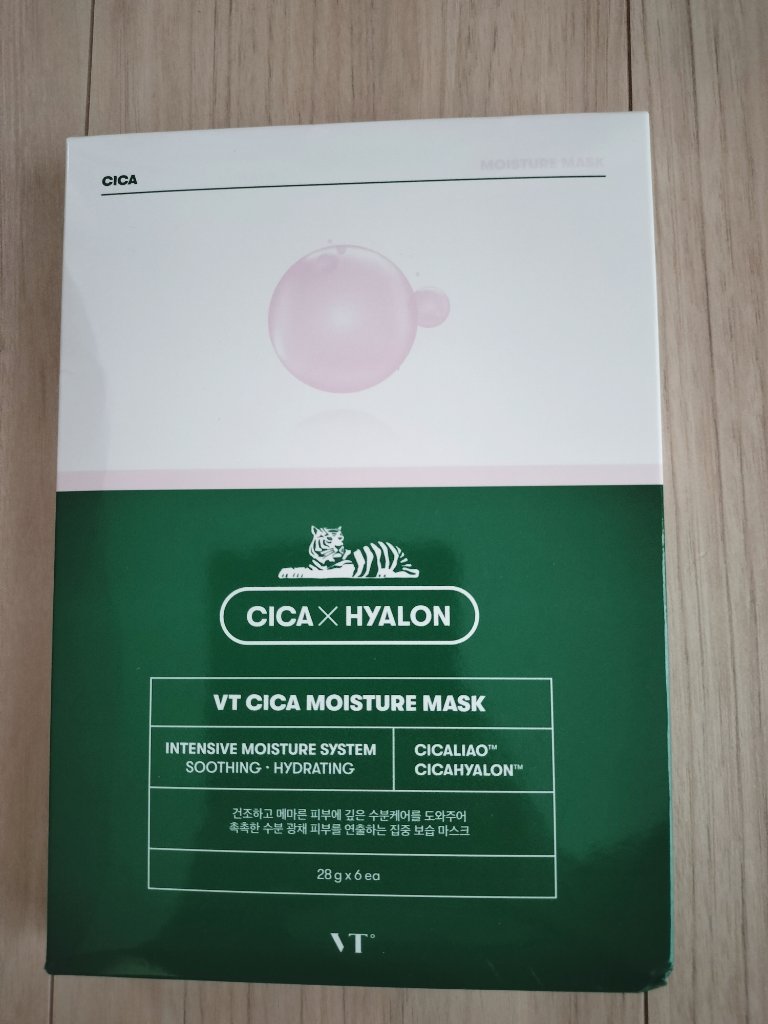 CICA
MOISTURE MASK
CICA X HYALON
VT CICA MOISTURE MASK
INTENSIVE MOISTURE SYSTEM
SOOTHING · HYDRATING
CICALIAO™
CICAHYALON™
건조하고 메마른 피부에 깊은 수분케어를 도와주어
촉촉한 수분 광채 피부를 연출하는 집중 보습 마스크
28 g x 6 ea
VT°